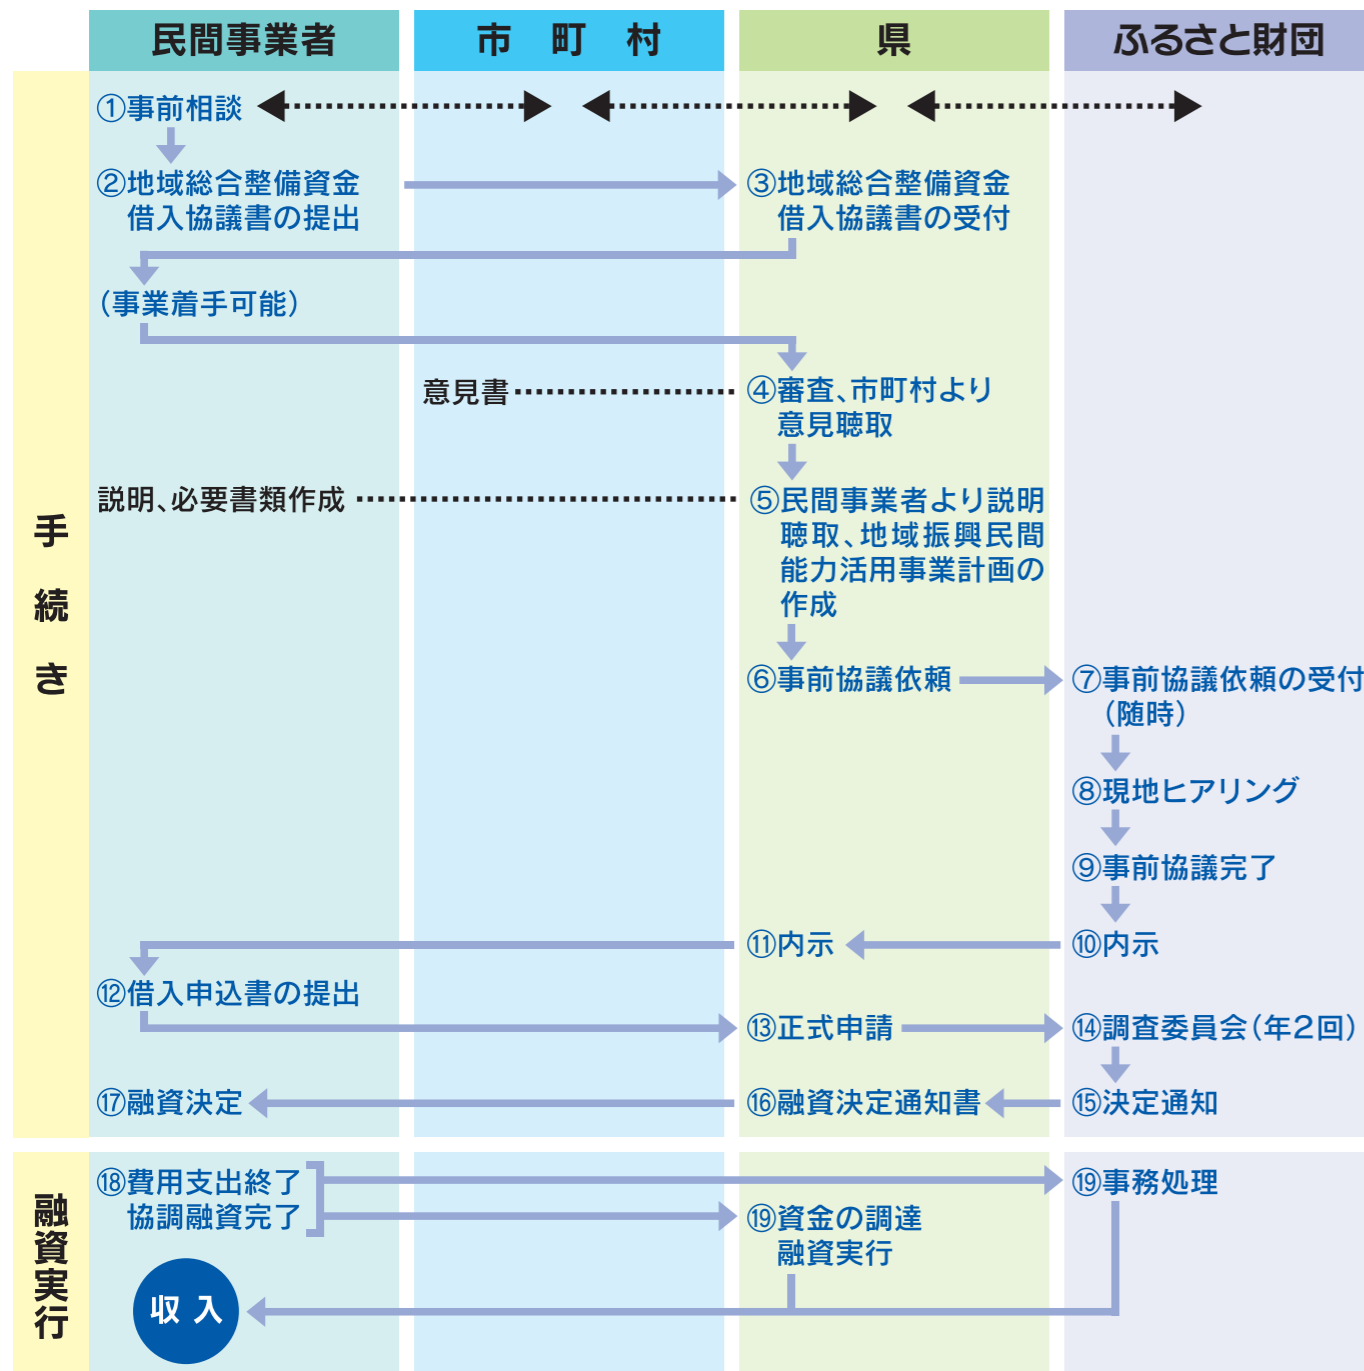 民間事業者
市 町 村
県
ふるさと財団
手続き
①事前相談
②地域総合整備資金
借入協議書の提出
③地域総合整備資金
借入協議書の受付
(事業着手可能)
意見書
④審査、市町村より
意見聴取
説明、必要書類作成
⑤民間事業者より説明
聴取、地域振興民間
能力活用事業計画の
作成
⑥事前協議依頼
⑦事前協議依頼の受付
(随時)
⑧現地ヒアリング
⑨事前協議完了
⑪内示
⑩内示
⑫借入申込書の提出
⑬正式申請
⑭調査委員会(年2回)
⑰融資決定
⑯融資決定通知書
⑮決定通知
融資実行
⑱費用支出終了
協調融資完了
⑲事務処理
⑲資金の調達
融資実行
収入